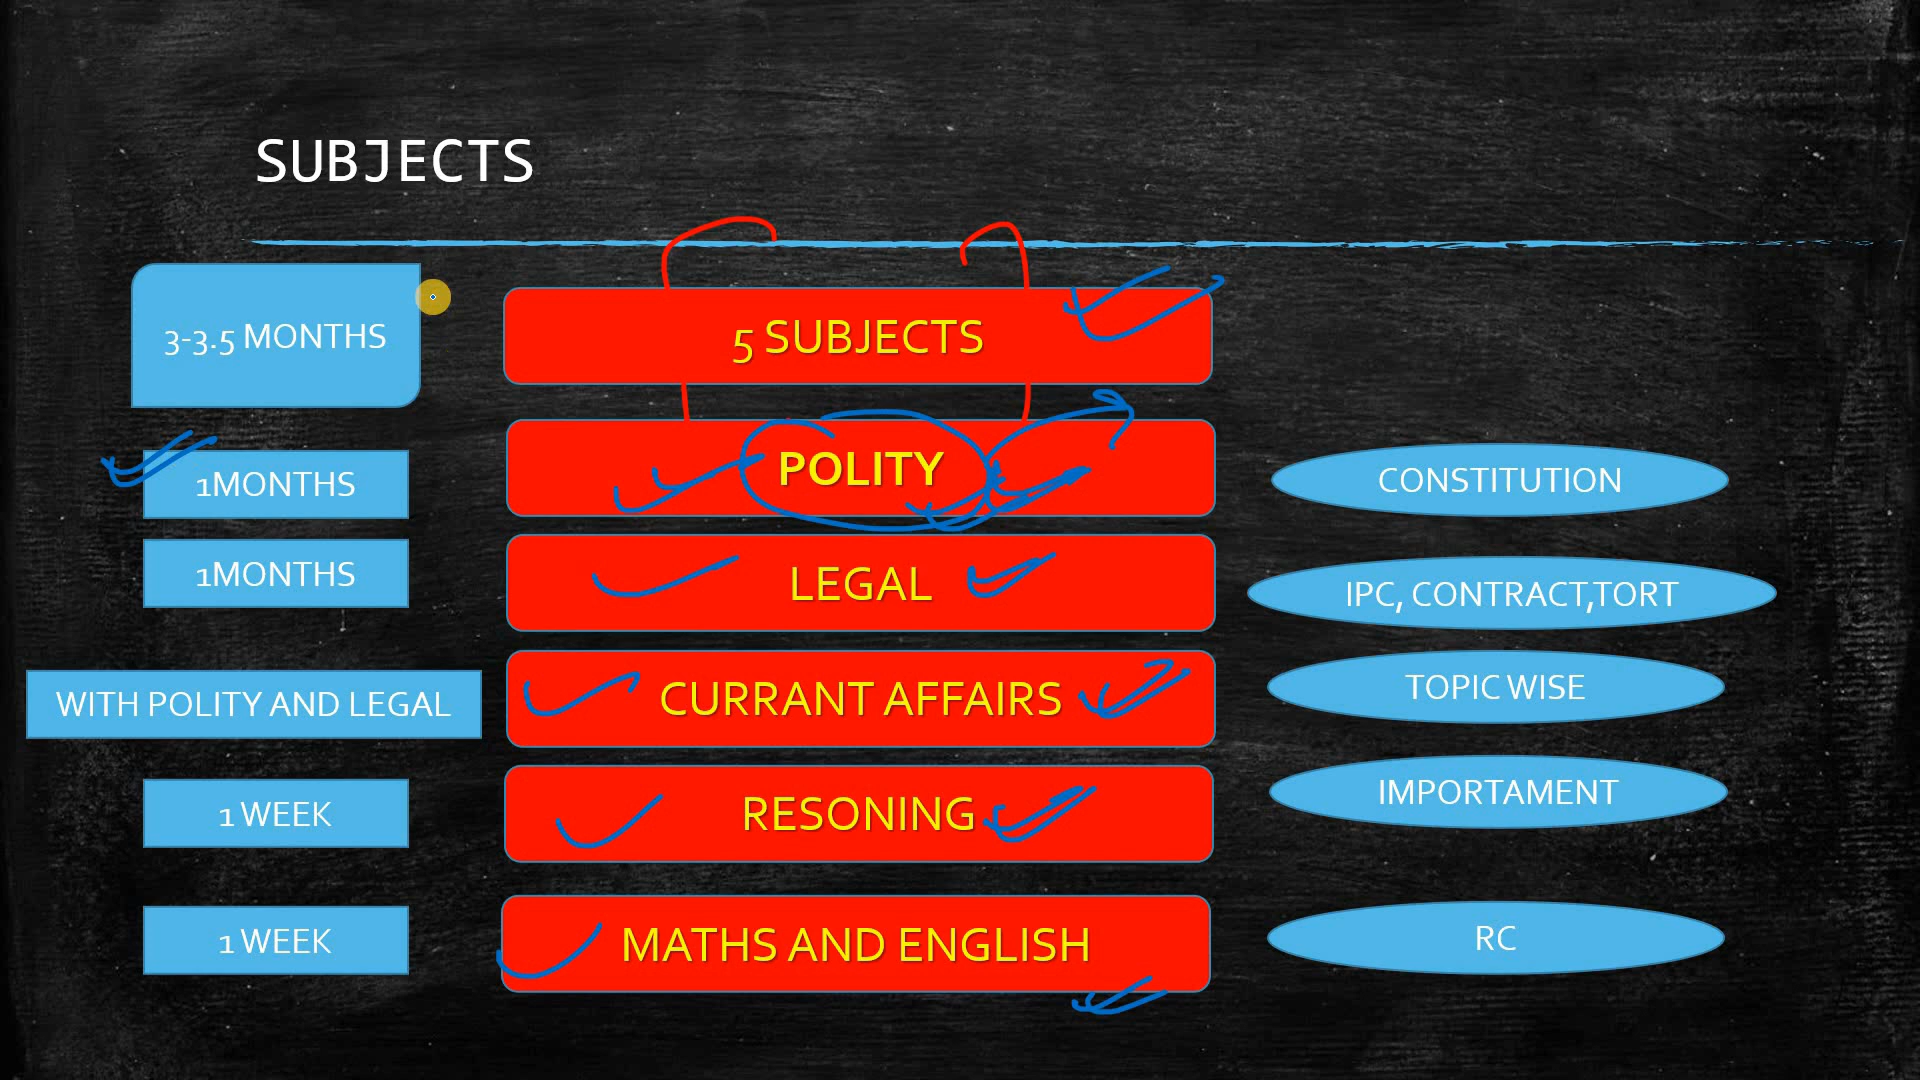 SUBJECTS
3-3.5 MONTHS
5 SUBJECTS
1MONTHS
POLITY
CONSTITUTION
1MONTHS
LEGAL
IPC, CONTRACT,TORT
WITH POLITY AND LEGAL
CURRANT AFFAIRS
TOPIC WISE
1 WEEK
RESONING
IMPORTAMENT
1 WEEK
MATHS AND ENGLISH
RC